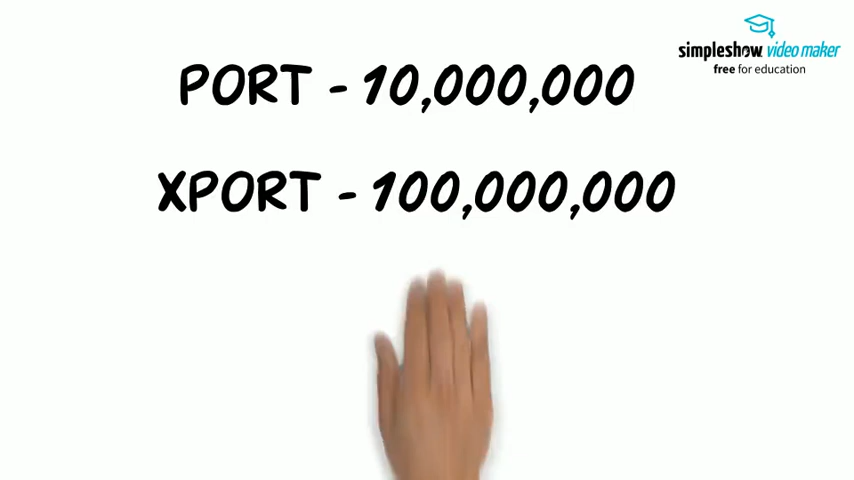 simpleshow video maker
free for education
PORT - 10,000,000
XPORT - 100,000,000